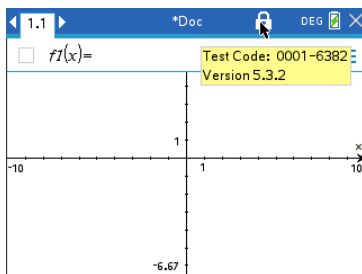 1.1 *Doc DEG
f1(x)=
Test Code: 0001-6382
Version 5.3.2
1
x
-10 1 10
-6.67